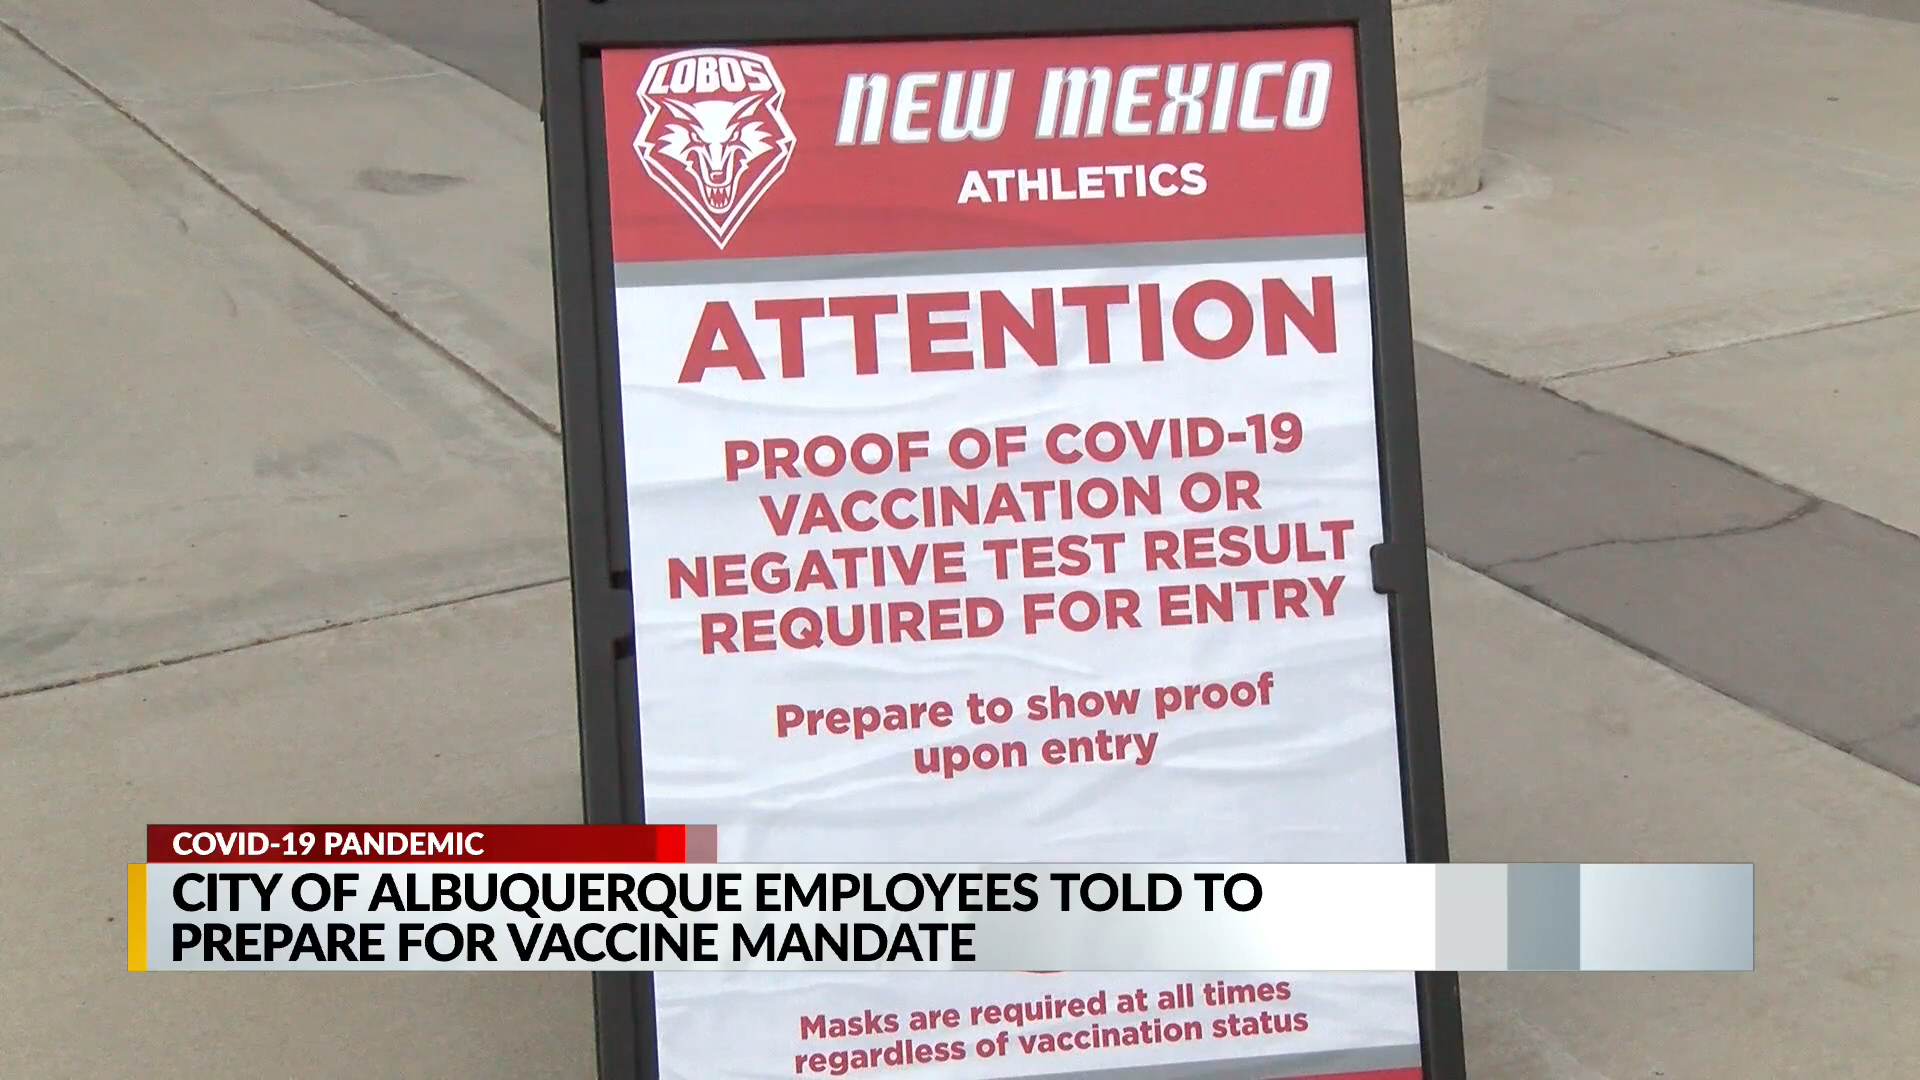 LOBOS
NEW MEXICO
ATHLETICS
ATTENTION
PROOF OF COVID-19
VACCINATION OR
NEGATIVE TEST RESULT
REQUIRED FOR ENTRY
Prepare to show proof
upon entry
COVID-19 PANDEMIC
CITY OF ALBUQUERQUE EMPLOYEES TOLD TO
PREPARE FOR VACCINE MANDATE
Masks are required at all times
regardless of vaccination status